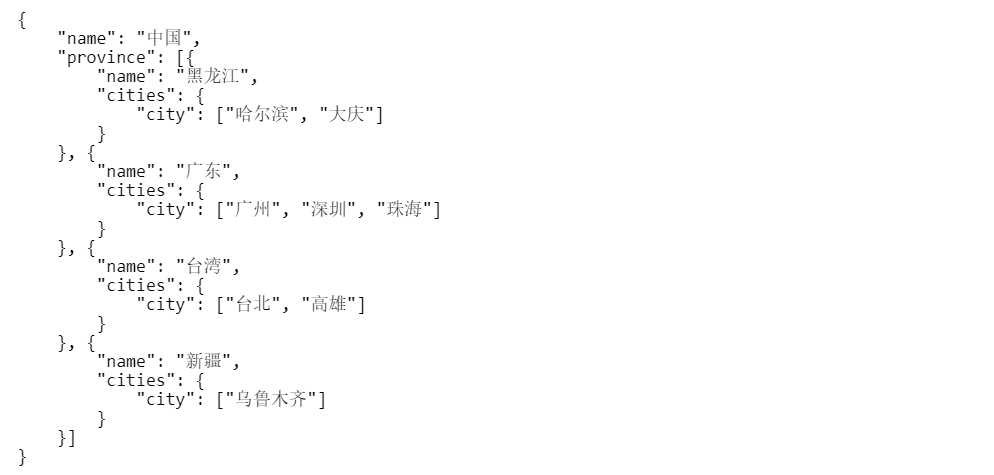 {
    "name": "中国",
    "province": [{
        "name": "黑龙江",
        "cities": {
            "city": ["哈尔滨", "大庆"]
        }
    }, {
        "name": "广东",
        "cities": {
            "city": ["广州", "深圳", "珠海"]
        }
    }, {
        "name": "台湾",
        "cities": {
            "city": ["台北", "高雄"]
        }
    }, {
        "name": "新疆",
        "cities": {
            "city": ["乌鲁木齐"]
        }
    }]
}